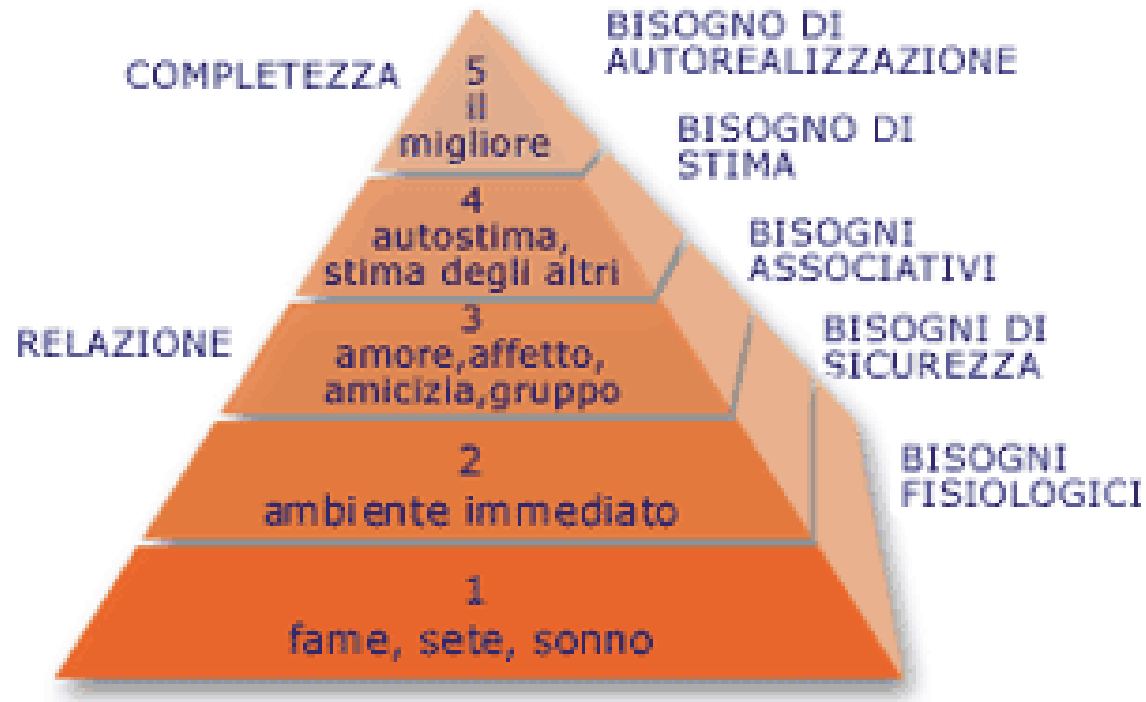 COMPLETEZZA
5
il
migliore
BISOGNO DI
AUTOREALIZZAZIONE
4
autostima,
stima degli altri
BISOGNO DI
STIMA
RELAZIONE
3
amore,affetto,
amicizia,gruppo
BISOGNI
ASSOCIATIVI
2
ambiente immediato
BISOGNI DI
SICUREZZA
1
fame, sete, sonno
BISOGNI
FISIOLOGICI